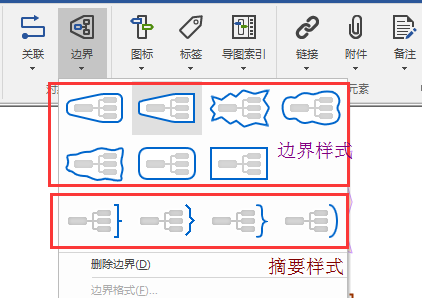 关联 边界 图标 标签 导图索引 链接 附件 备注
元素
边界样式
摘要样式
删除边界(D)
边界格式(F)...